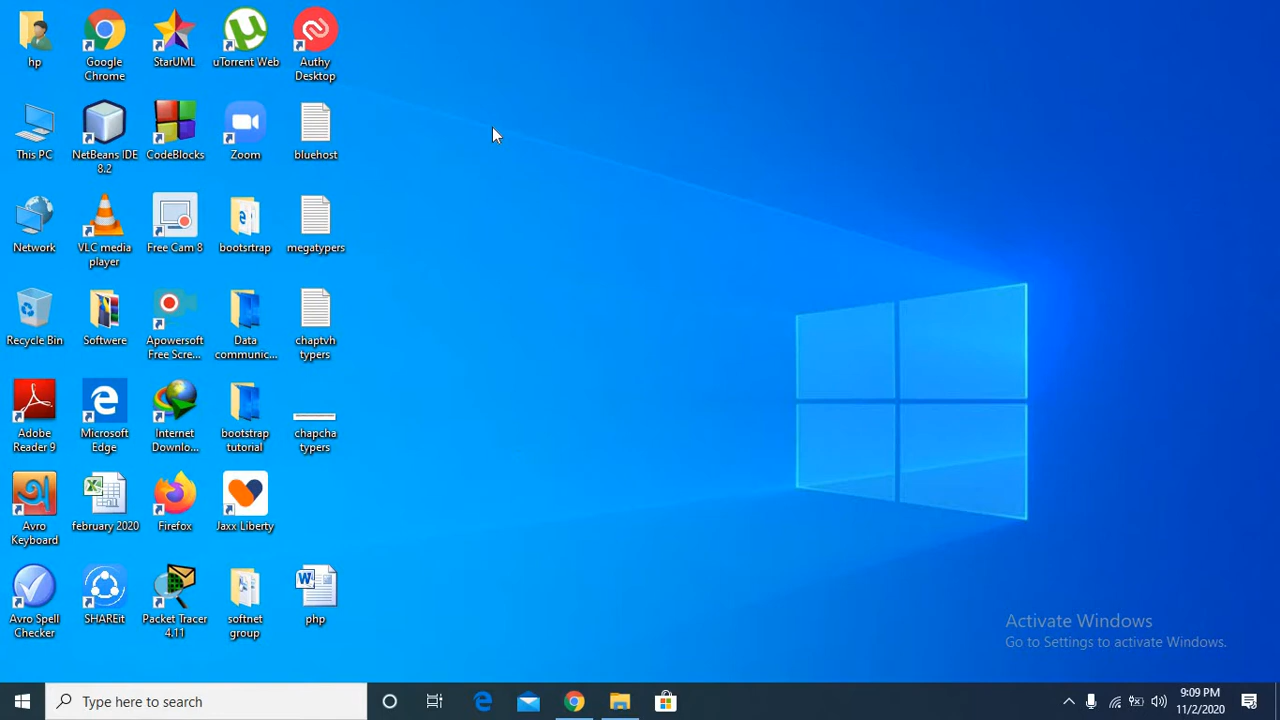 hp
Google
Chrome
StarUML
uTorrent Web
Authy
Desktop
This PC
NetBeans IDE
8.2
CodeBlocks
Zoom
bluehost
Network
VLC media
player
Free Cam 8
bootsrtrap
megatypers
Recycle Bin
Softwere
Apowersoft
Free Scre...
Data
communic...
chaptvh
typers
Adobe
Reader 9
Microsoft
Edge
Internet
Downlo...
bootstrap
tutorial
chapcha
typers
Avro
Keyboard
february 2020
Firefox
Jaxx Liberty
Avro Spell
Checker
SHAREit
Packet Tracer
4.11
softnet
group
php
Activate Windows
Go to Settings to activate Windows.
Type here to search
9:09 PM
11/2/2020